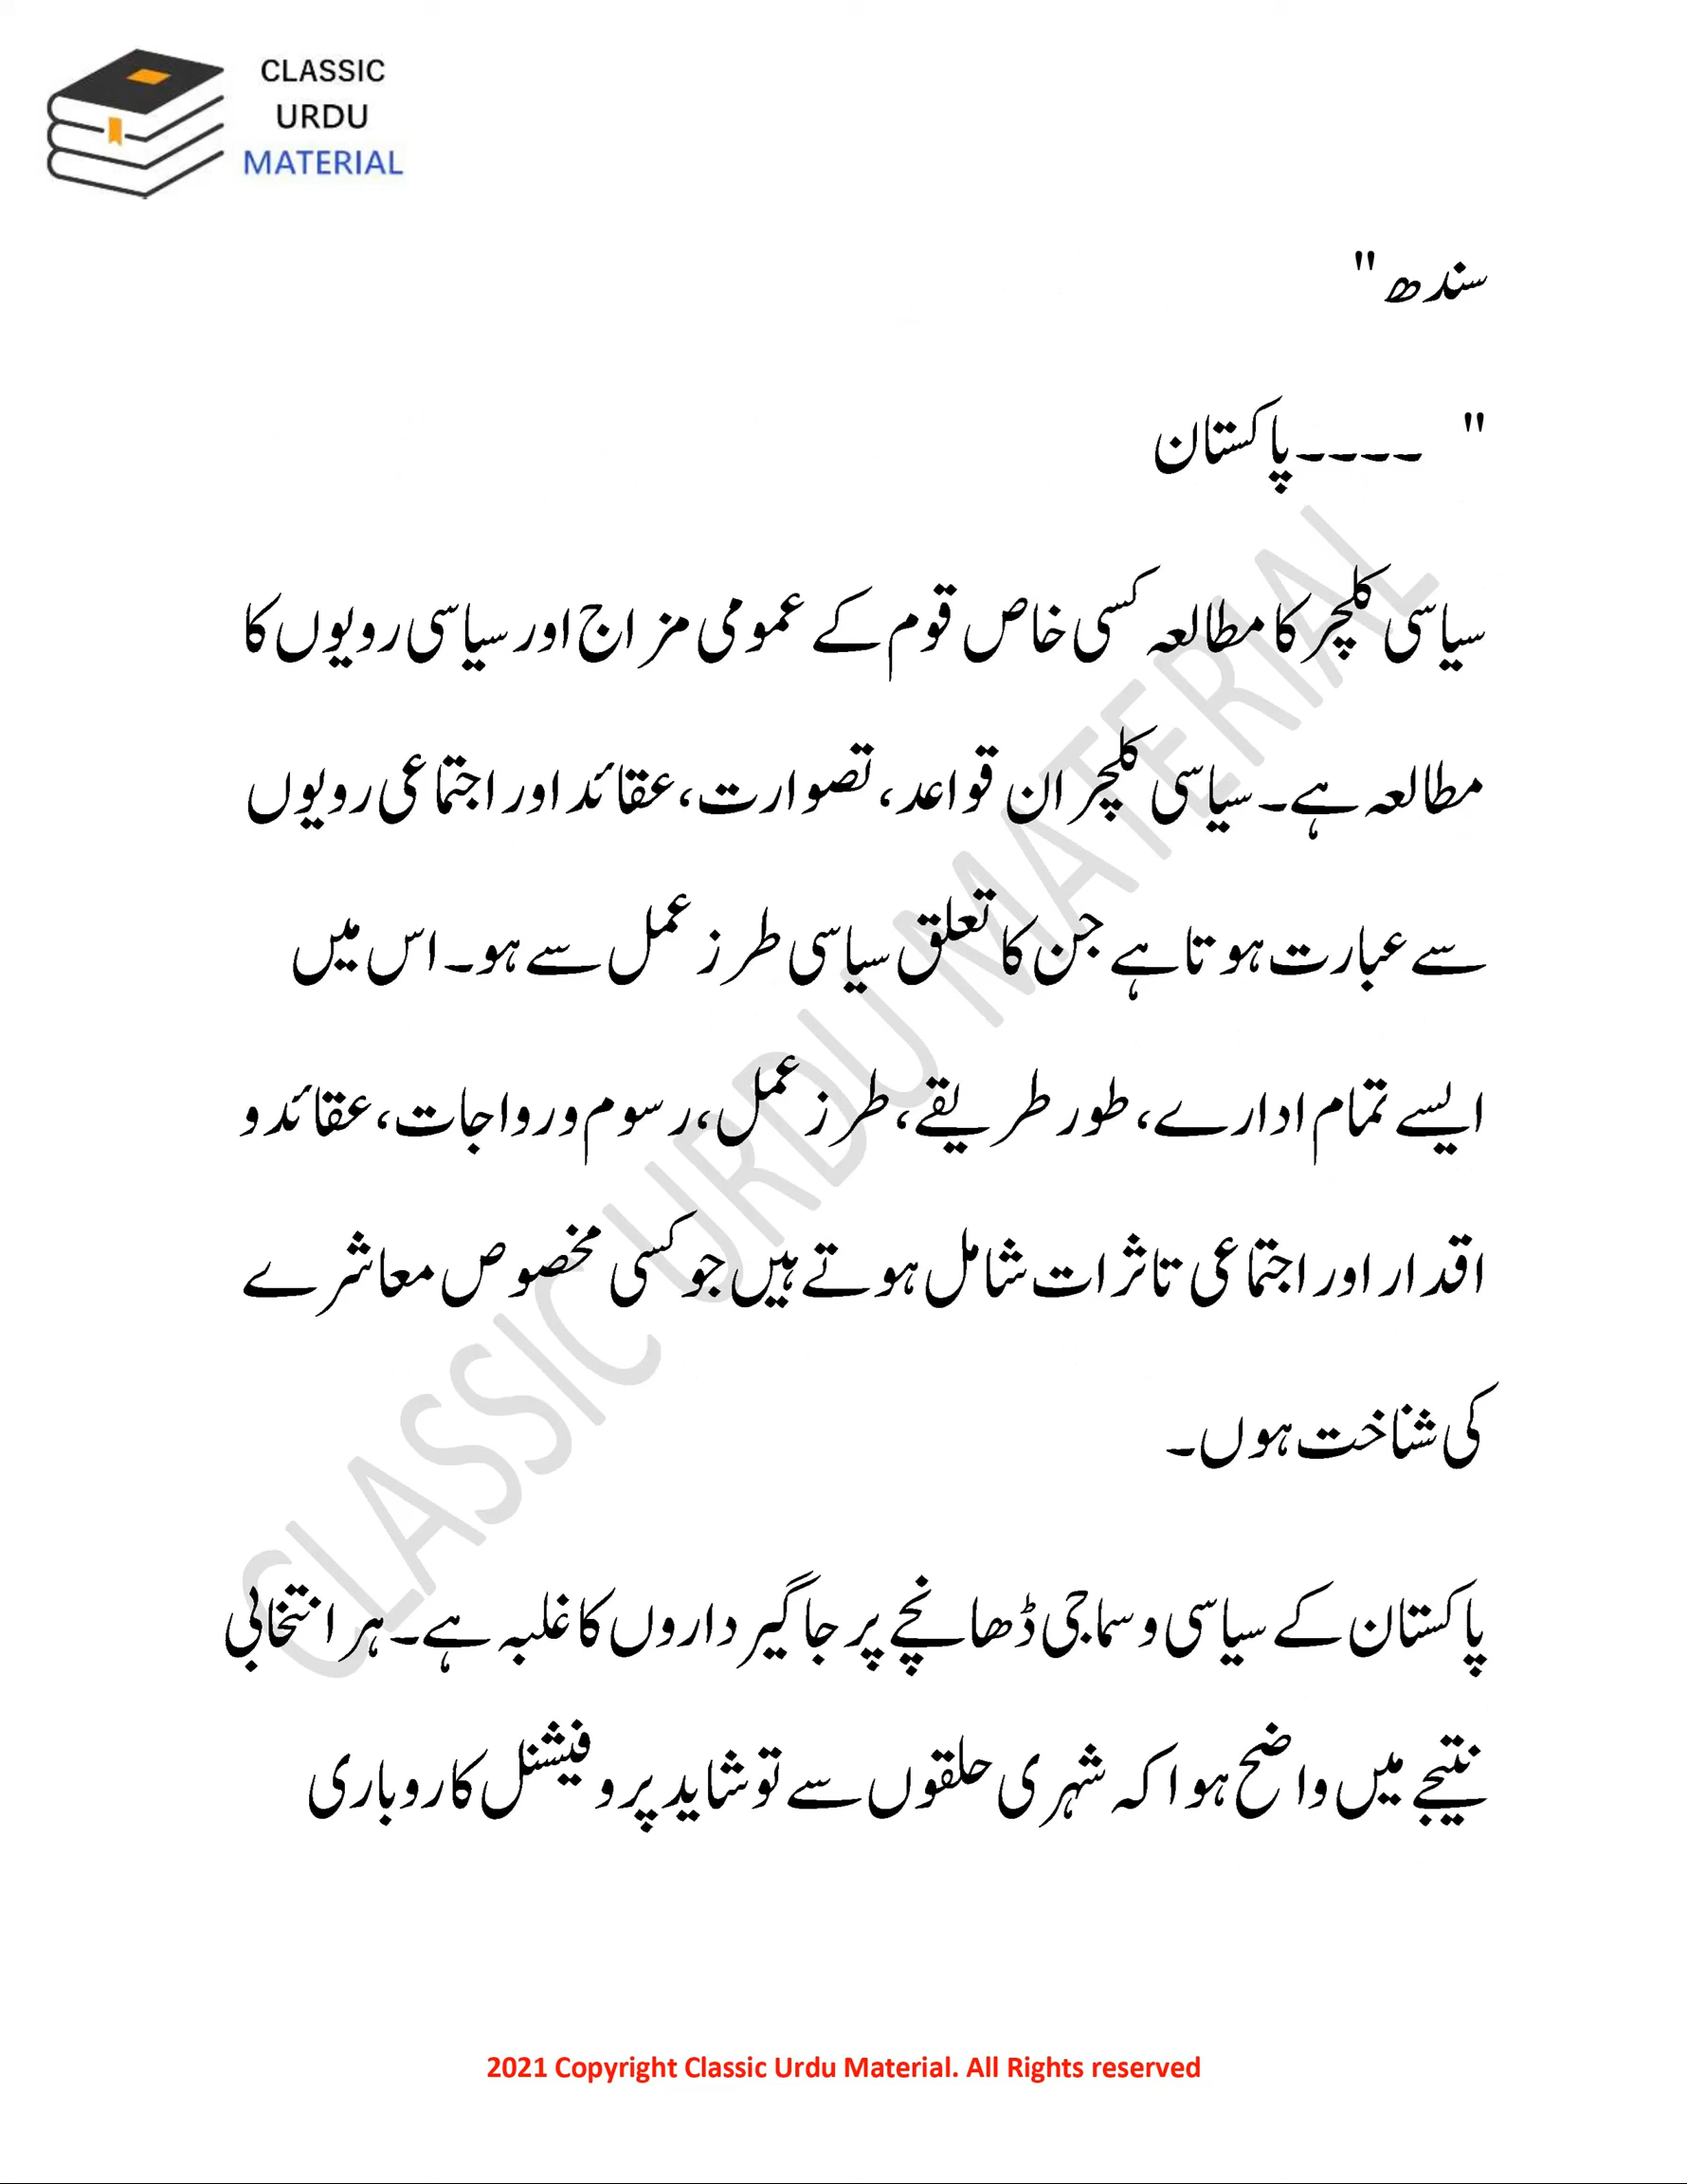 CLASSIC
URDU
MATERIAL
سندھ"
" ۔۔۔۔پاکستان
سیاسی کلچر کا مطالعہ کسی خاص قوم کے عمومی مزاج اور سیاسی رویوں کا
مطالعہ ہے۔ سیاسی کلچر ان قواعد، تصوارت، عقائد اور اجتماعی رویوں
سے عبارت ہوتا ہے جن کا تعلق سیاسی طرز عمل سے ہو۔ اس میں
ایسے تمام ادارے، طور طریقے، طرز عمل،رسوم ورواجات، عقائد و
اقدار اور اجتماعی تاثرات شامل ہوتے ہیں جو کسی مخصوص معاشرے
کی شناخت ہوں۔
پاکستان کے سیاسی و سماجی ڈھانچے پر جاگیر داروں کا غلبہ ہے۔ ہر انتخابی
نتیجے میں واضح ہوا کہ شہری حلقوں سے تو شاید پروفیشنل کاروباری
CLASSIC URDU MATERIAL
2021 Copyright Classic Urdu Material. All Rights reserved